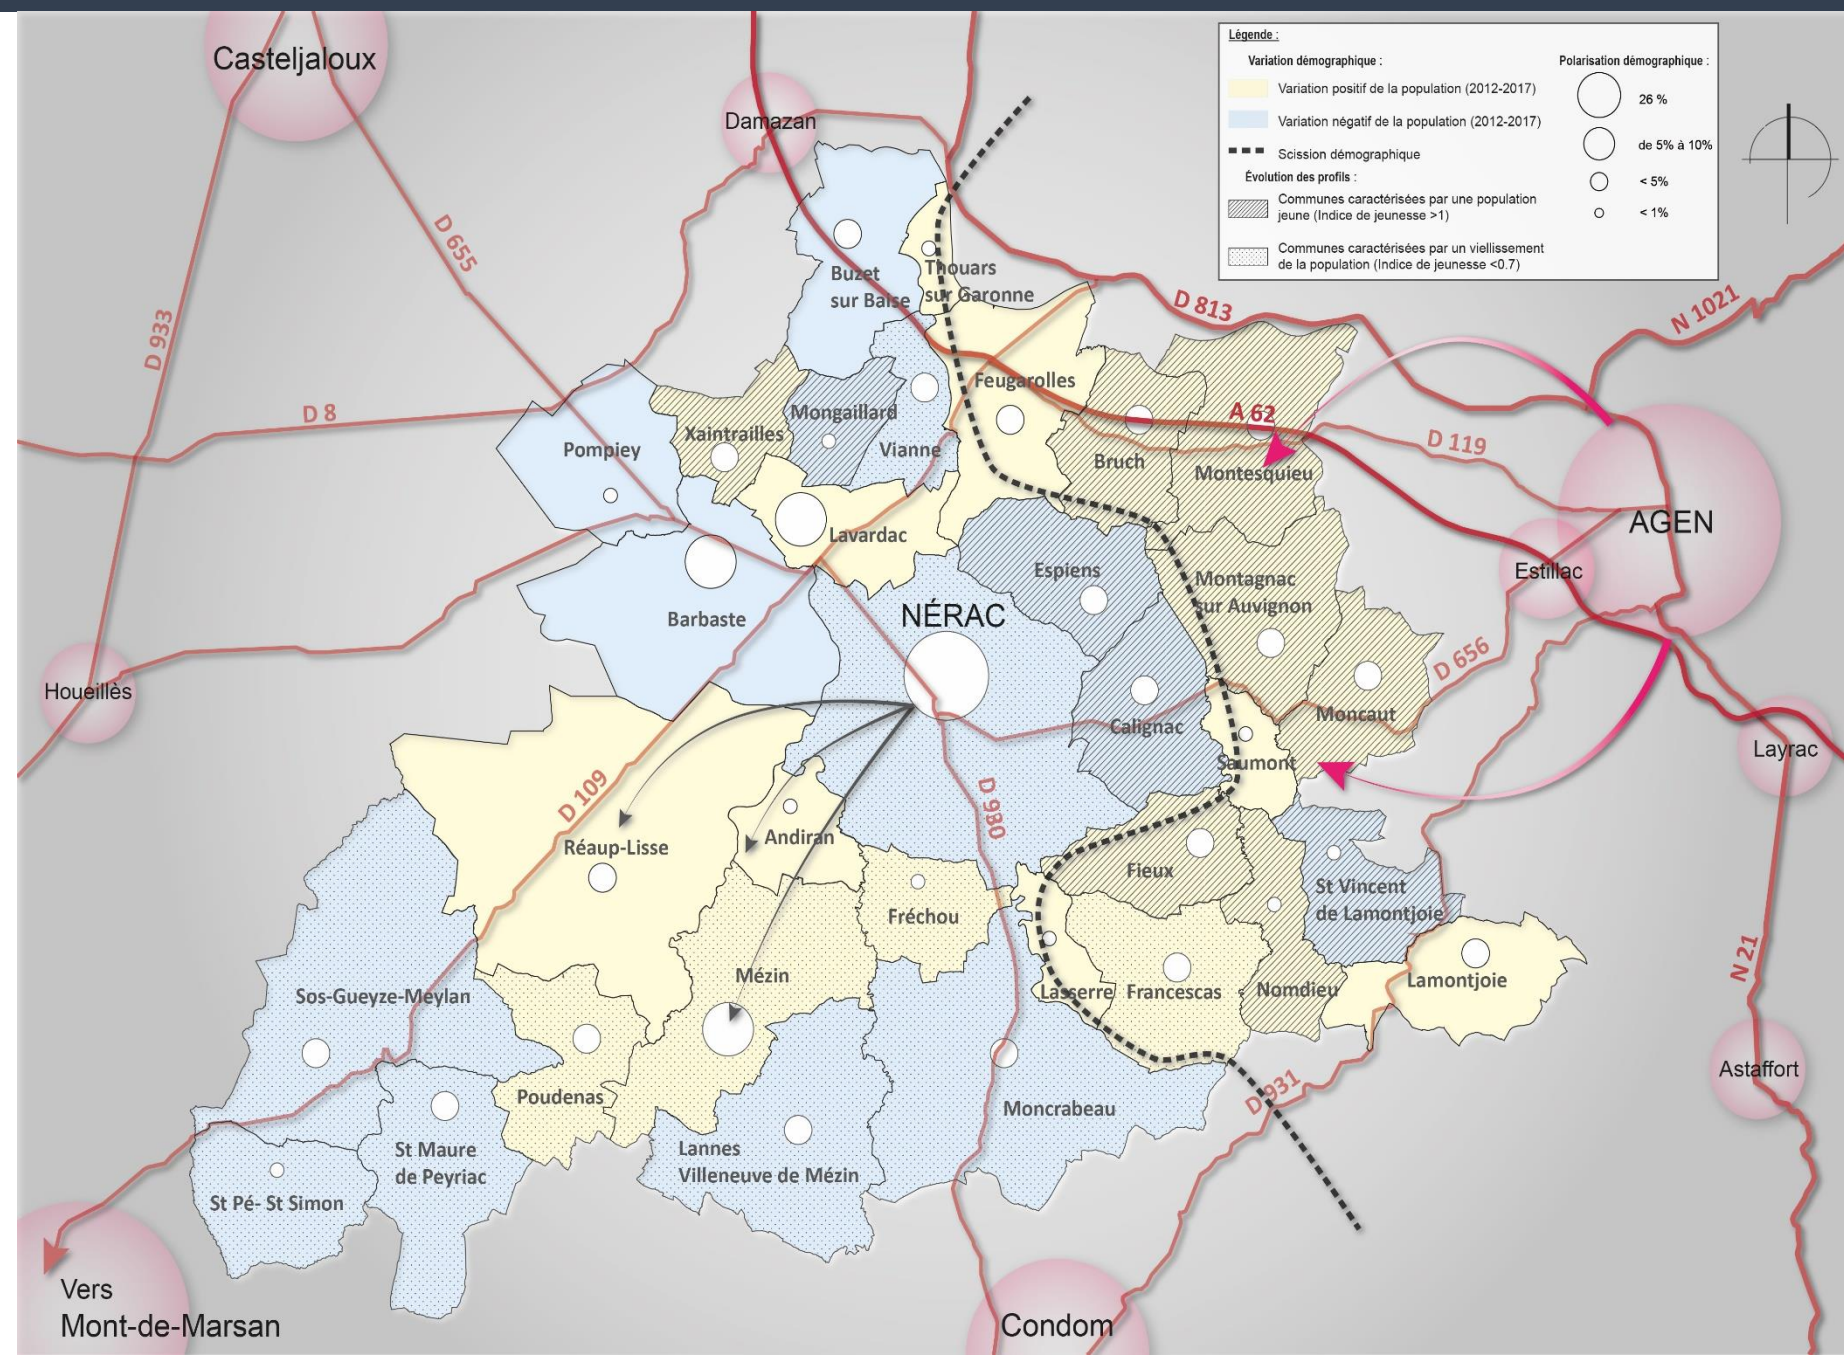 Casteljaloux
Légende :
Variation démographique :
Variation positif de la population (2012-2017)
Variation négatif de la population (2012-2017)
Scission démographique
Évolution des profils :
Communes caractérisées par une population
jeune (Indice de jeunesse >1)
Communes caractérisées par un viellissement
de la population (Indice de jeunesse <0.7)
Polarisation démographique :
26 %
de 5% à 10%
< 5%
< 1%
Damazan
D 655
D 933
D 8
Buzet
sur Baise
Thouars
sur Garonne
D 813
N 1021
Feugarolles
A 62
D 119
Mongaillard
Xaintrailles
Vianne
Pompiey
Bruch
Montesquieu
AGEN
Lavardac
Estillac
Espiens
Montagnac
sur Auvignon
NÉRAC
Barbaste
Houeillès
D 656
Calignac
Moncaut
Saumont
Layrac
D 109
D 930
Réaup-Lisse
Andiran
Fieux
St Vincent
de Lamontjoie
Fréchou
Mézin
Sos-Gueyze-Meylan
Lasserre
Francescas
Nomdieu
Lamontjoie
N 21
Astaffort
Poudenas
Moncrabeau
D 931
St Maure
de Peyriac
Lannes
Villeneuve de Mézin
St Pé- St Simon
Vers
Mont-de-Marsan
Condom